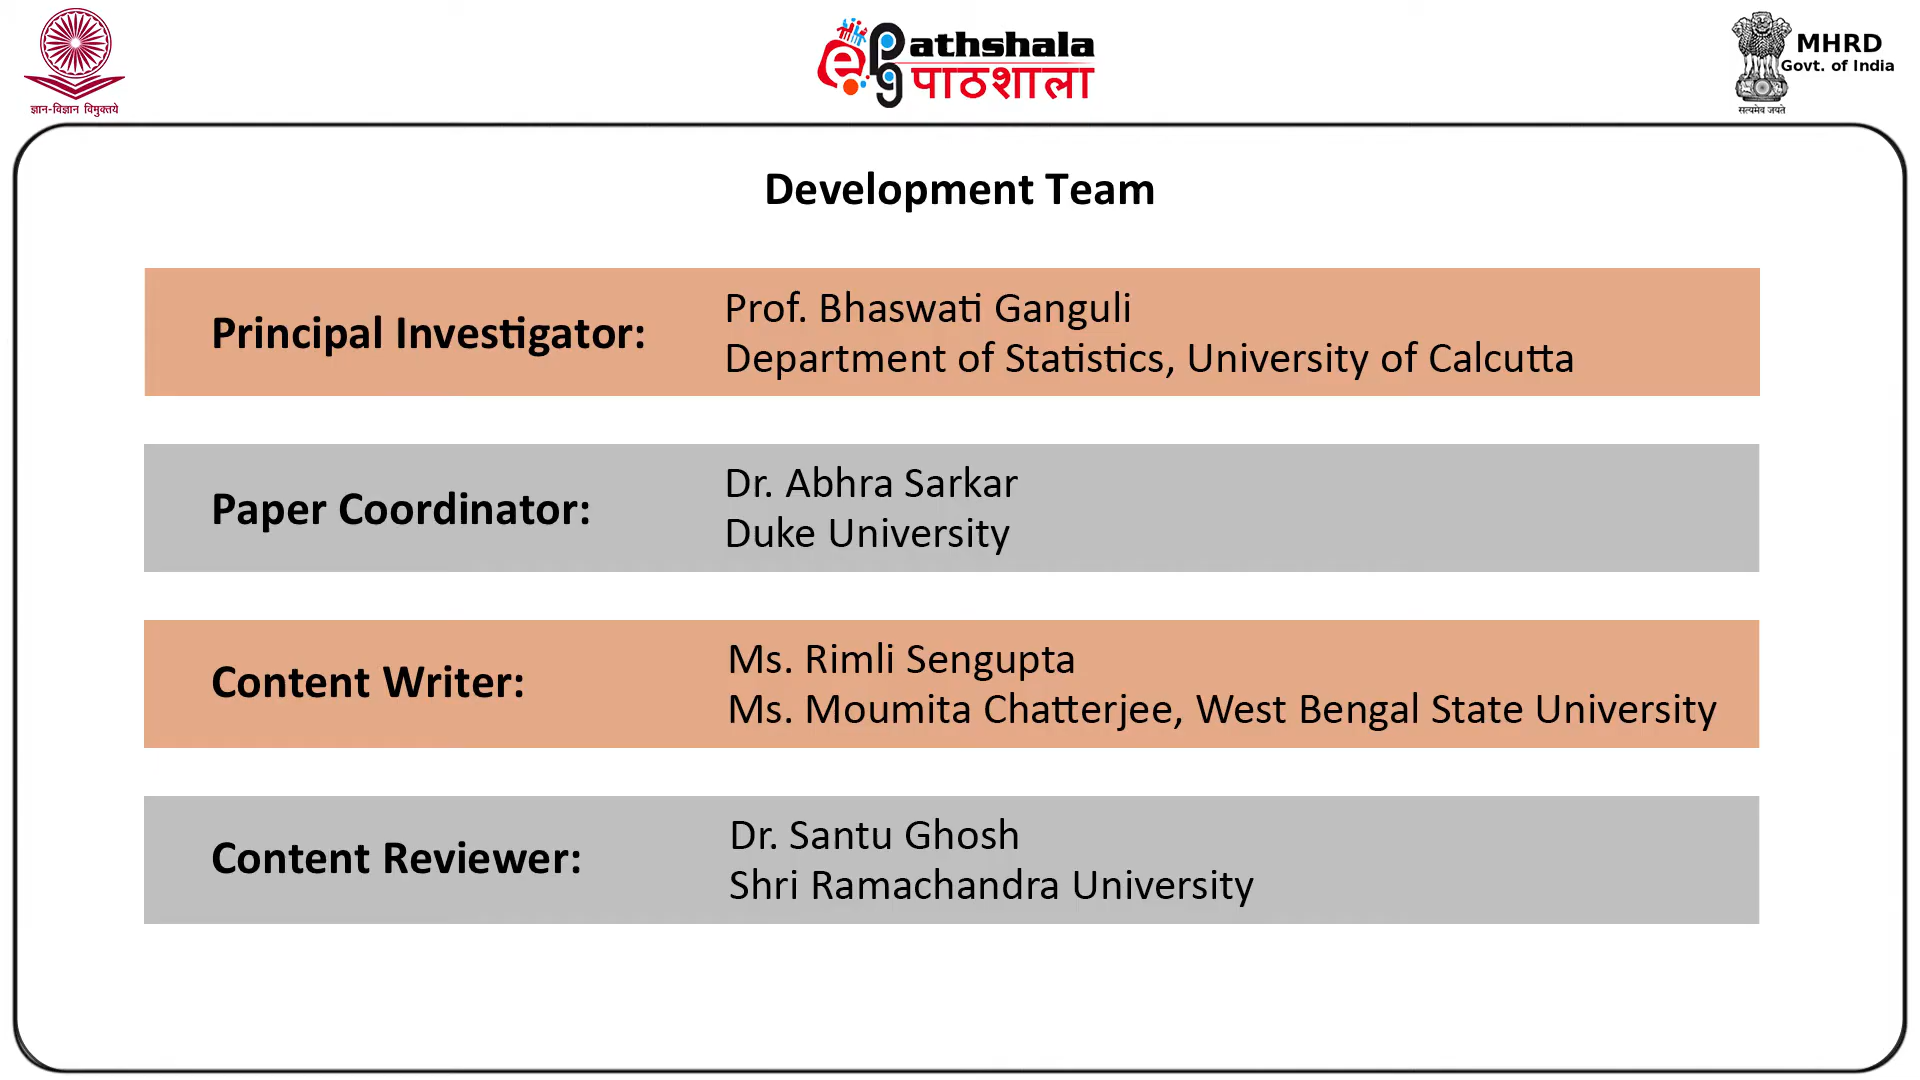 ज्ञान-विज्ञान विमुक्तये
e
PG
Pathshala
पाठशाला
MHRD
Govt. of India
सत्यमेव जयते
Development Team
Principal Investigator:
Prof. Bhaswati Ganguli
Department of Statistics, University of Calcutta
Paper Coordinator:
Dr. Abhra Sarkar
Duke University
Content Writer:
Ms. Rimli Sengupta
Ms. Moumita Chatterjee, West Bengal State University
Content Reviewer:
Dr. Santu Ghosh
Shri Ramachandra University